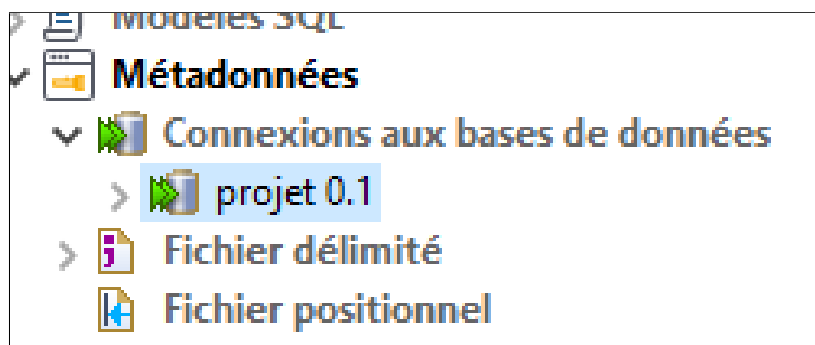 Modèles SQL
Métadonnées
Connexions aux bases de données
projet 0.1
Fichier délimité
Fichier positionnel